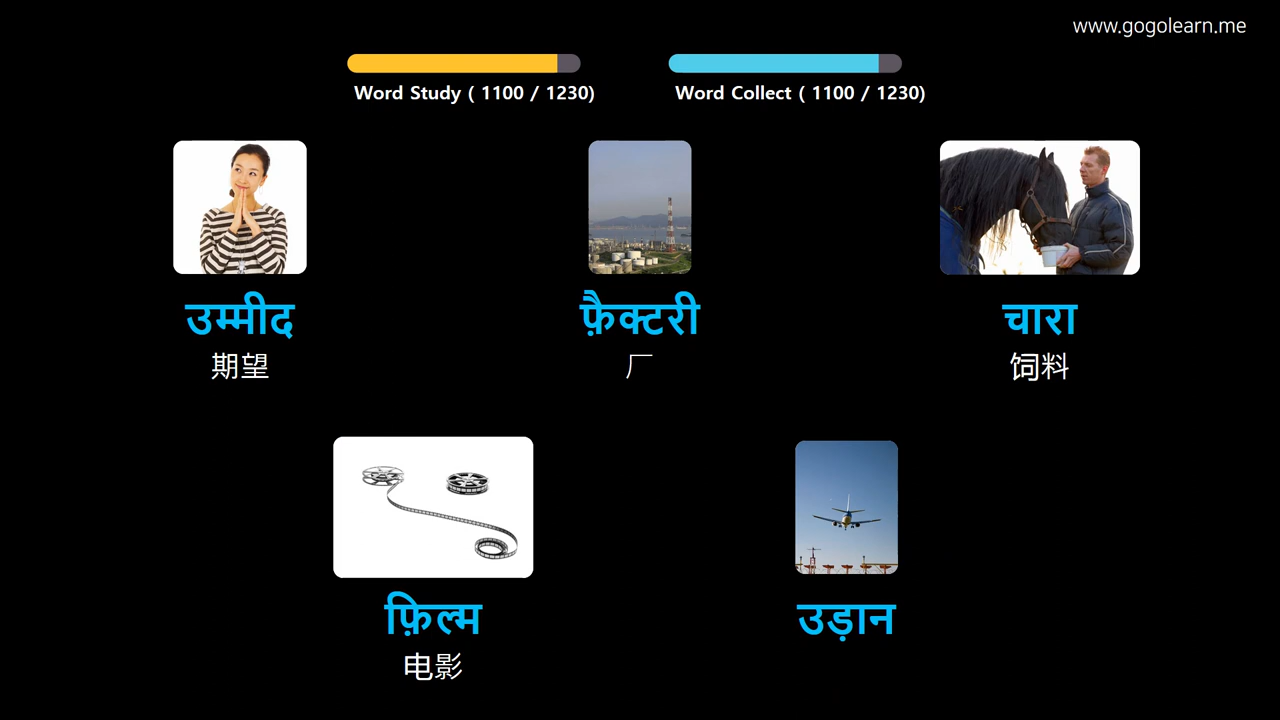 www.gogolearn.me
Word Study ( 1100 / 1230)
Word Collect ( 1100 / 1230)
उम्मीद
期望
फ़ैक्टरी
厂
चारा
饲料
फ़िल्म
电影
उड़ान